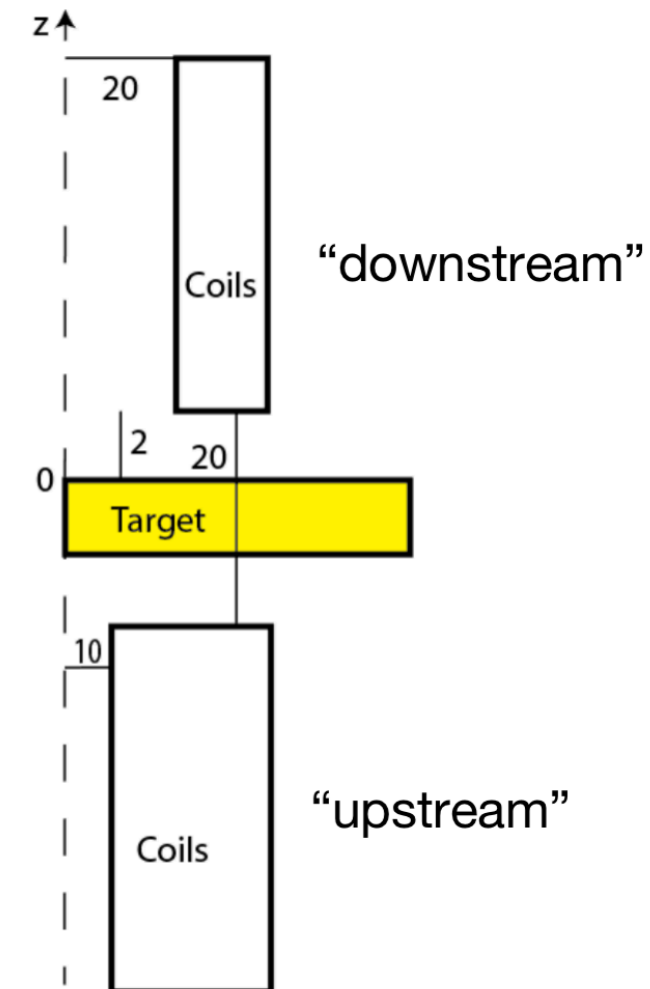 z
20
“downstream”
Coils
2
20
0
Target
10
“upstream”
Coils